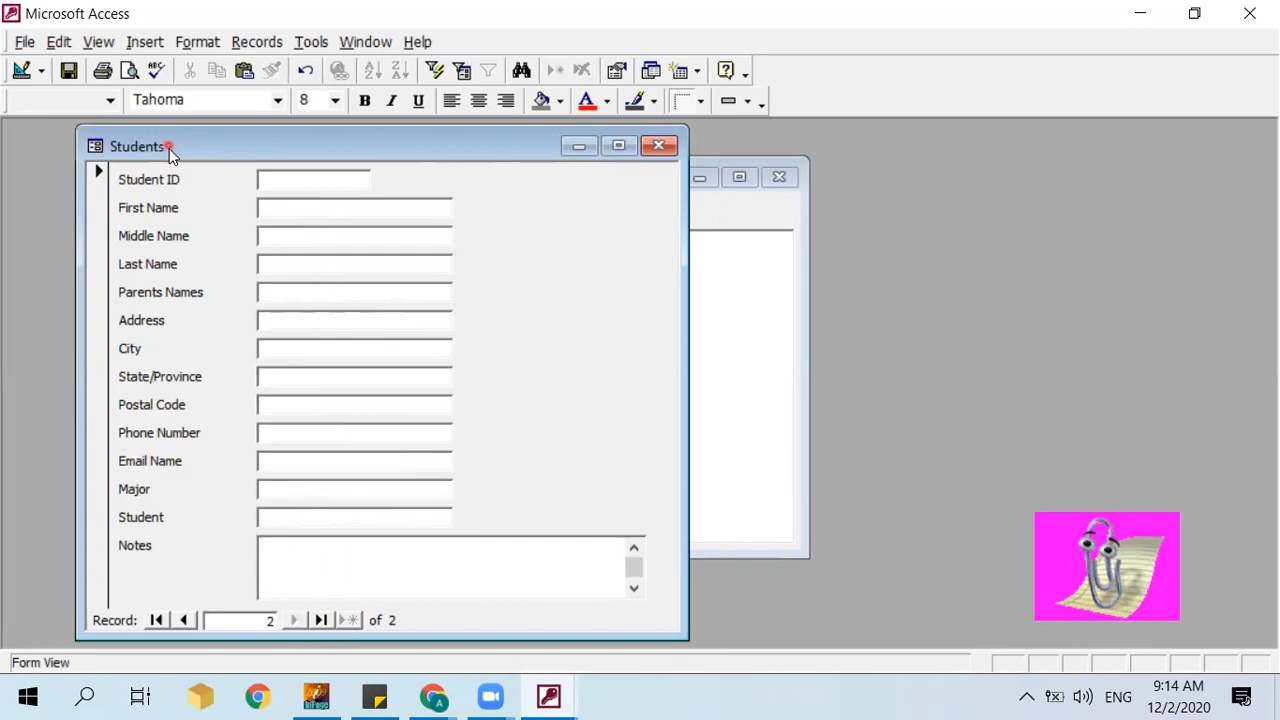 Microsoft Access
File Edit View Insert Format Records Tools Window Help
Tahoma 8 B I U A
Students
Student ID
First Name
Middle Name
Last Name
Parents Names
Address
City
State/Province
Postal Code
Phone Number
Email Name
Major
Student
Notes
Record: 2 of 2
Form View
ENG
9:14 AM
12/2/2020